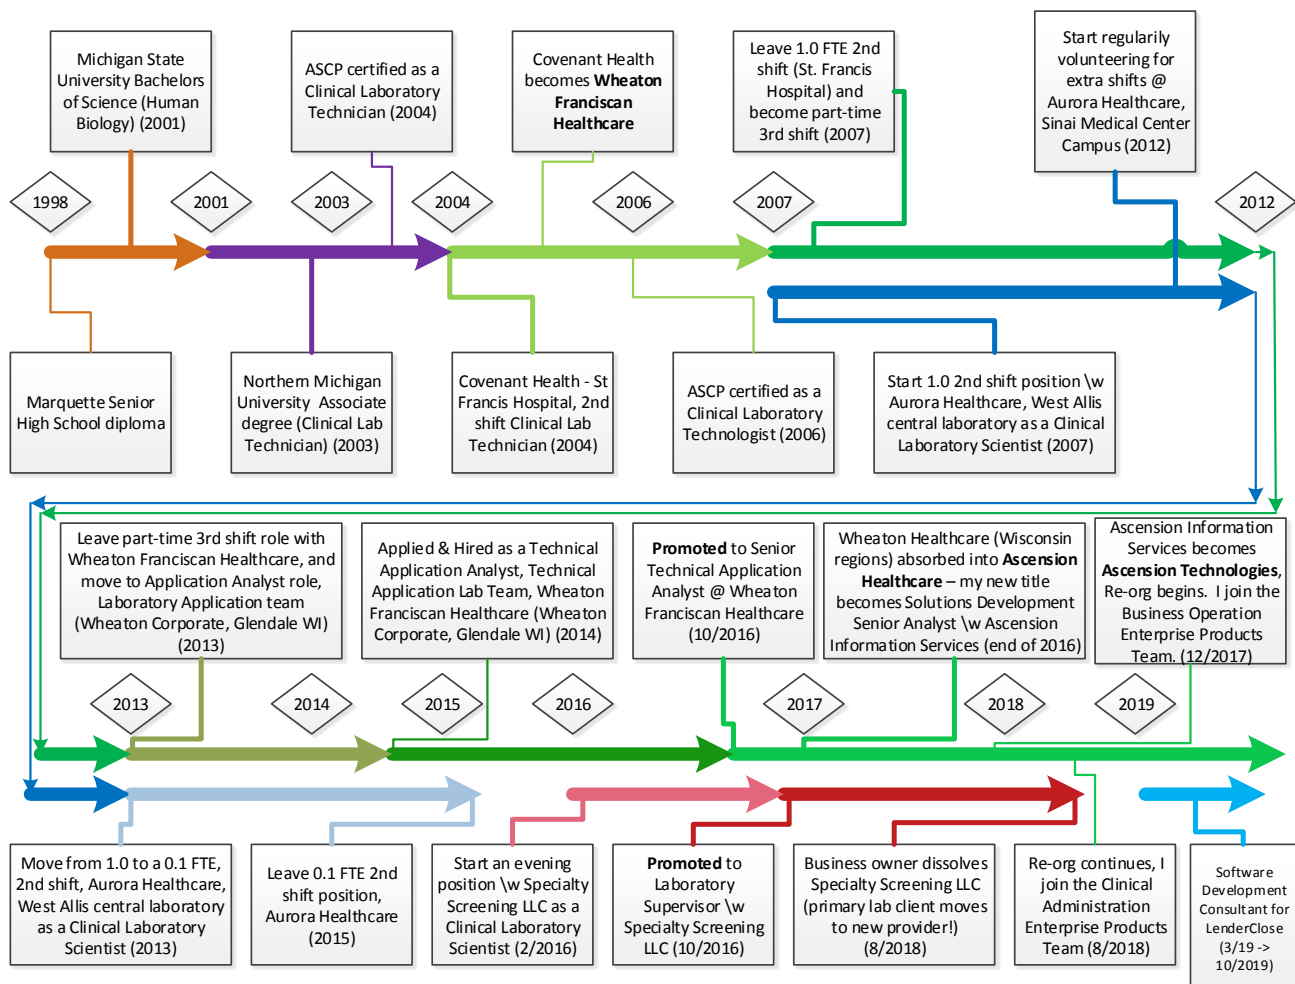 Michigan State
University Bachelors
of Science (Human
Biology) (2001)
ASCP certified as a
Clinical Laboratory
Technician (2004)
Covenant Health
becomes Wheaton
Franciscan
Healthcare
Leave 1.0 FTE 2nd
shift (St. Francis
Hospital) and
become part-time
3rd shift (2007)
Start regularily
volunteering for
extra shifts @
Aurora Healthcare,
Sinai Medical Center
Campus (2012)
1998
2001
2003
2004
2006
2007
2012
Marquette Senior
High School diploma
Northern Michigan
University Associate
degree (Clinical Lab
Technician) (2003)
Covenant Health - St
Francis Hospital, 2nd
shift Clinical Lab
Technician (2004)
ASCP certified as a
Clinical Laboratory
Technologist (2006)
Start 1.0 2nd shift position \w
Aurora Healthcare, West Allis
central laboratory as a Clinical
Laboratory Scientist (2007)
Leave part-time 3rd shift role with
Wheaton Franciscan Healthcare, and
move to Application Analyst role,
Laboratory Application team
(Wheaton Corporate, Glendale WI)
(2013)
Applied & Hired as a Technical
Application Analyst, Technical
Application Lab Team, Wheaton
Franciscan Healthcare (Wheaton
Corporate, Glendale WI) (2014)
Promoted to Senior
Technical Application
Analyst @ Wheaton
Franciscan Healthcare
(10/2016)
Wheaton Healthcare (Wisconsin
regions) absorbed into Ascension
Healthcare – my new title
becomes Solutions Development
Senior Analyst \w Ascension
Information Services (end of 2016)
Ascension Information
Services becomes
Ascension Technologies,
Re-org begins.  I join the
Business Operation
Enterprise Products
Team. (12/2017)
2013
2014
2015
2016
2017
2018
2019
Move from 1.0 to a 0.1 FTE,
2nd shift, Aurora Healthcare,
West Allis central laboratory
as a Clinical Laboratory
Scientist (2013)
Leave 0.1 FTE 2nd
shift position,
Aurora Healthcare
(2015)
Start an evening
position \w Specialty
Screening LLC as a
Clinical Laboratory
Scientist (2/2016)
Promoted to
Laboratory
Supervisor \w
Specialty Screening
LLC (10/2016)
Business owner dissolves
Specialty Screening LLC
(primary lab client moves
to new provider!)
(8/2018)
Re-org continues, I
join the Clinical
Administration
Enterprise Products
Team (8/2018)
Software
Development
Consultant for
LenderClose
(3/19 ->
10/2019)